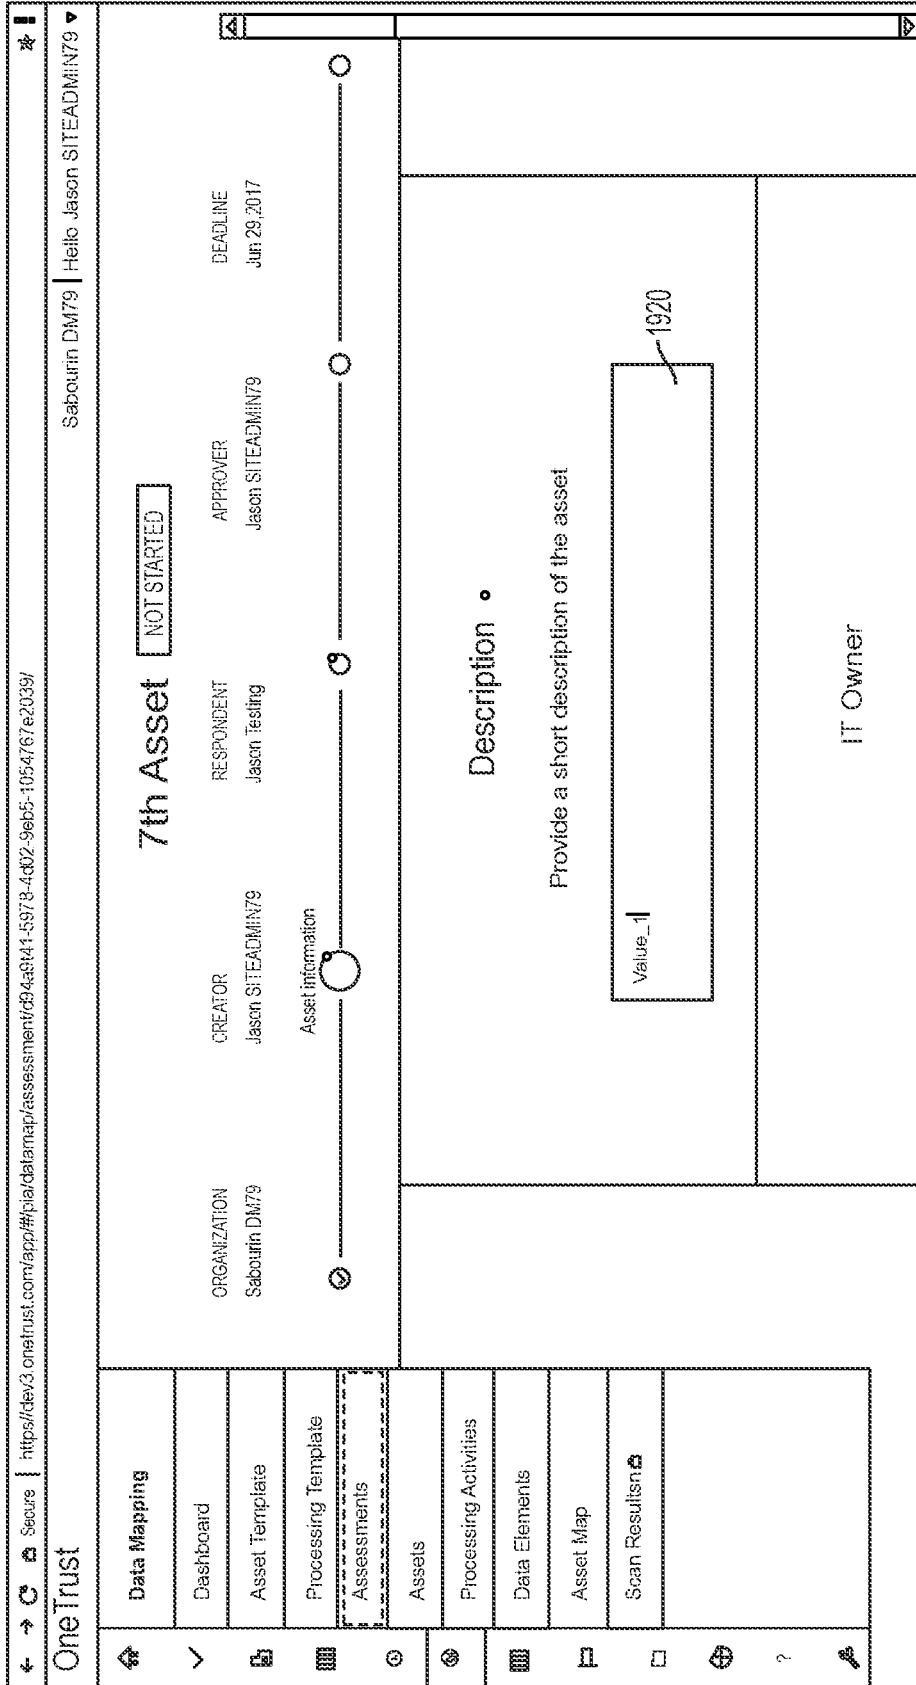 Secure | https//dev3.onetrust.com/app/#/pia/datamap/assessment/d94a9f41-5978-4d02-9eb5-1054767e2039/
OneTrust
Sabourin DM79 | Hello Jason SITEADMIN79
Data Mapping
Dashboard
Asset Template
Processing Template
Assessments
Assets
Processing Activities
Data Elements
Asset Map
Scan Resultsn
?
7th Asset NOT STARTED
ORGANIZATION CREATOR RESPONDENT APPROVER DEADLINE
Sabourin DM79 Jason SITEADMIN79 Jason Testing Jason SITEADMIN79 Jun 29,2017
Asset information
Description
Provide a short description of the asset
Value_1
1920
IT Owner